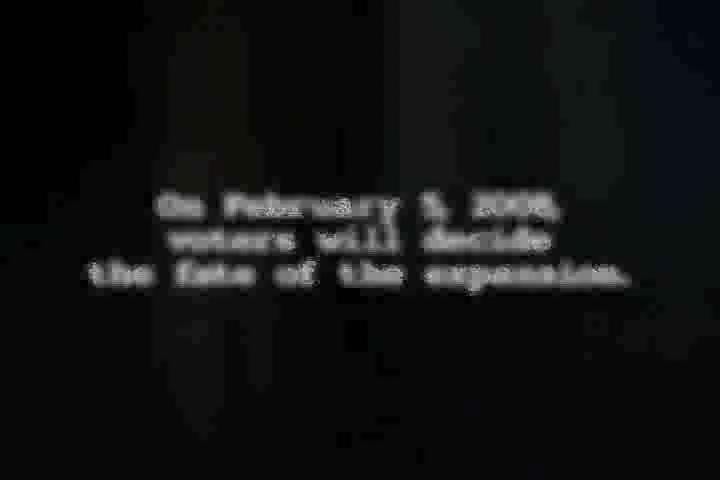 On February 5, 2008,
voters will decide
the fate of the expansion.